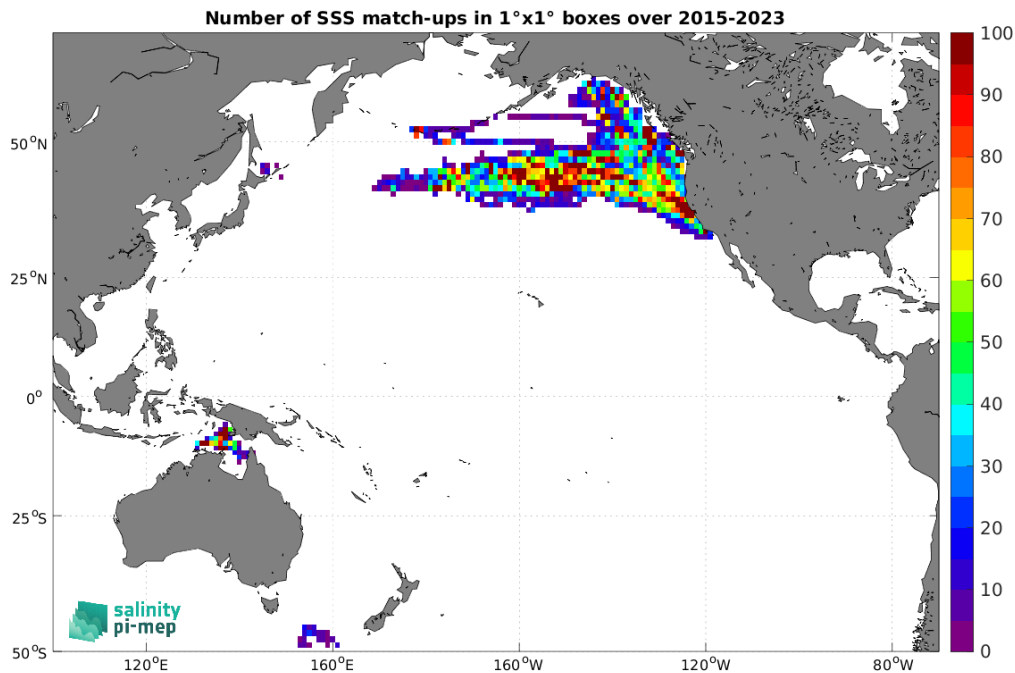 Number of SSS match-ups in 1°x1° boxes over 2015-2023
100
90
80
70
60
50
40
30
20
10
0
50°N
25°N
0°
25°S
50°S
120°E
160°E
160°W
120°W
80°W
salinity
pi-mep